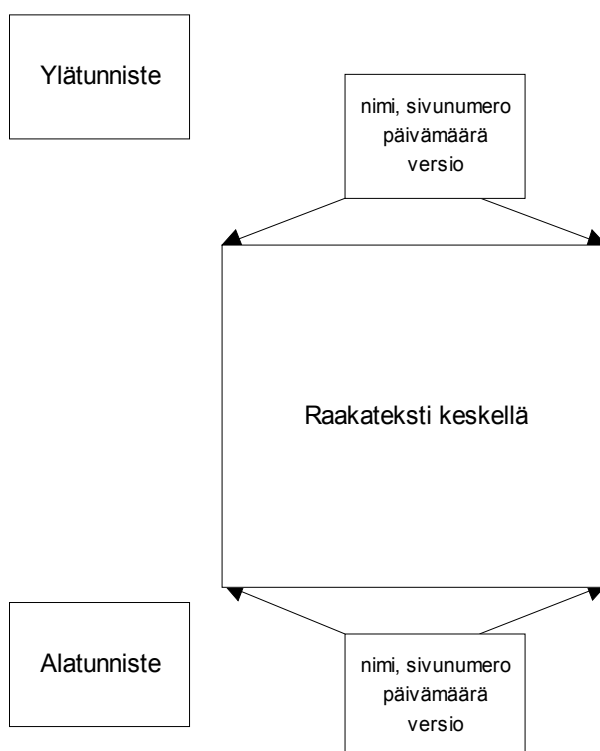 Ylätunniste
nimi, sivunumero
päivämäärä
versio
Raakateksti keskellä
Alatunniste
nimi, sivunumero
päivämäärä
versio